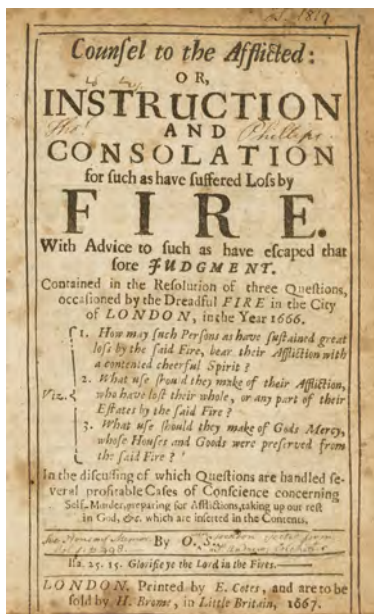 1819
Counſel to the Afflicted:
OR,
INSTRUCTION
AND
Tho: Phillips.
CONSOLATION
for ſuch as have ſuffered Loſs by
FIRE.
With Advice to ſuch as have eſcaped that
ſore JUDGMENT.
Contained in the Reſolution of three Queſtions,
occaſioned by the Dreadful FIRE in the City
of LONDON, in the Year 1666.
Viz.
1. How may ſuch Perſons as have ſuſtained great
loſs by the ſaid Fire, bear their Affliction with
a contented cheerful Spirit?
2. What uſe ſhould they make of their Affliction,
who have loſt their whole, or any part of their
Eſtates by the ſaid Fire?
3. What uſe ſhould they make of Gods Mercy,
whoſe Houſes and Goods were preſerved from
the ſaid Fire?
In the diſcuſſing of which Queſtions are handled ſe-
veral profitable Caſes of Conſcience concerning
Self-Murder, preparing for Afflictions, taking up our reſt
in God, &c. which are inſerted in the Contents.
By O. S.
Iſa. 25. 15. Glorifie ye the Lord in the Fires.
LONDON, Printed by E. Cotes, and are to be
ſold by H. Brome, in Little Britain, 1667.